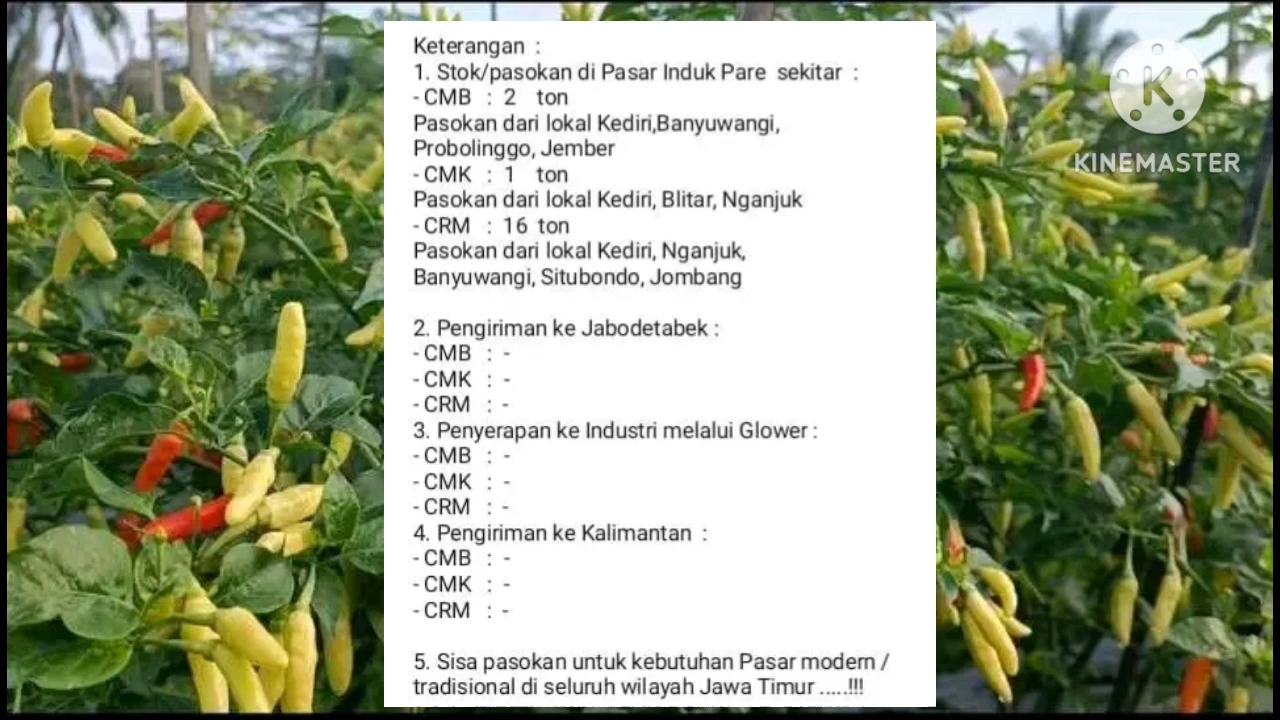 Keterangan :
1. Stok/pasokan di Pasar Induk Pare sekitar :
- CMB : 2 ton
Pasokan dari lokal Kediri,Banyuwangi,
Probolinggo, Jember
- CMK : 1 ton
Pasokan dari lokal Kediri, Blitar, Nganjuk
- CRM : 16 ton
Pasokan dari lokal Kediri, Nganjuk,
Banyuwangi, Situbondo, Jombang
2. Pengiriman ke Jabodetabek :
- CMB : -
- CMK : -
- CRM : -
3. Penyerapan ke Industri melalui Glower :
- CMB : -
- CMK : -
- CRM : -
4. Pengiriman ke Kalimantan :
- CMB : -
- CMK : -
- CRM : -
5. Sisa pasokan untuk kebutuhan Pasar modern /
tradisional di seluruh wilayah Jawa Timur .....!!!
K
KINEMASTER